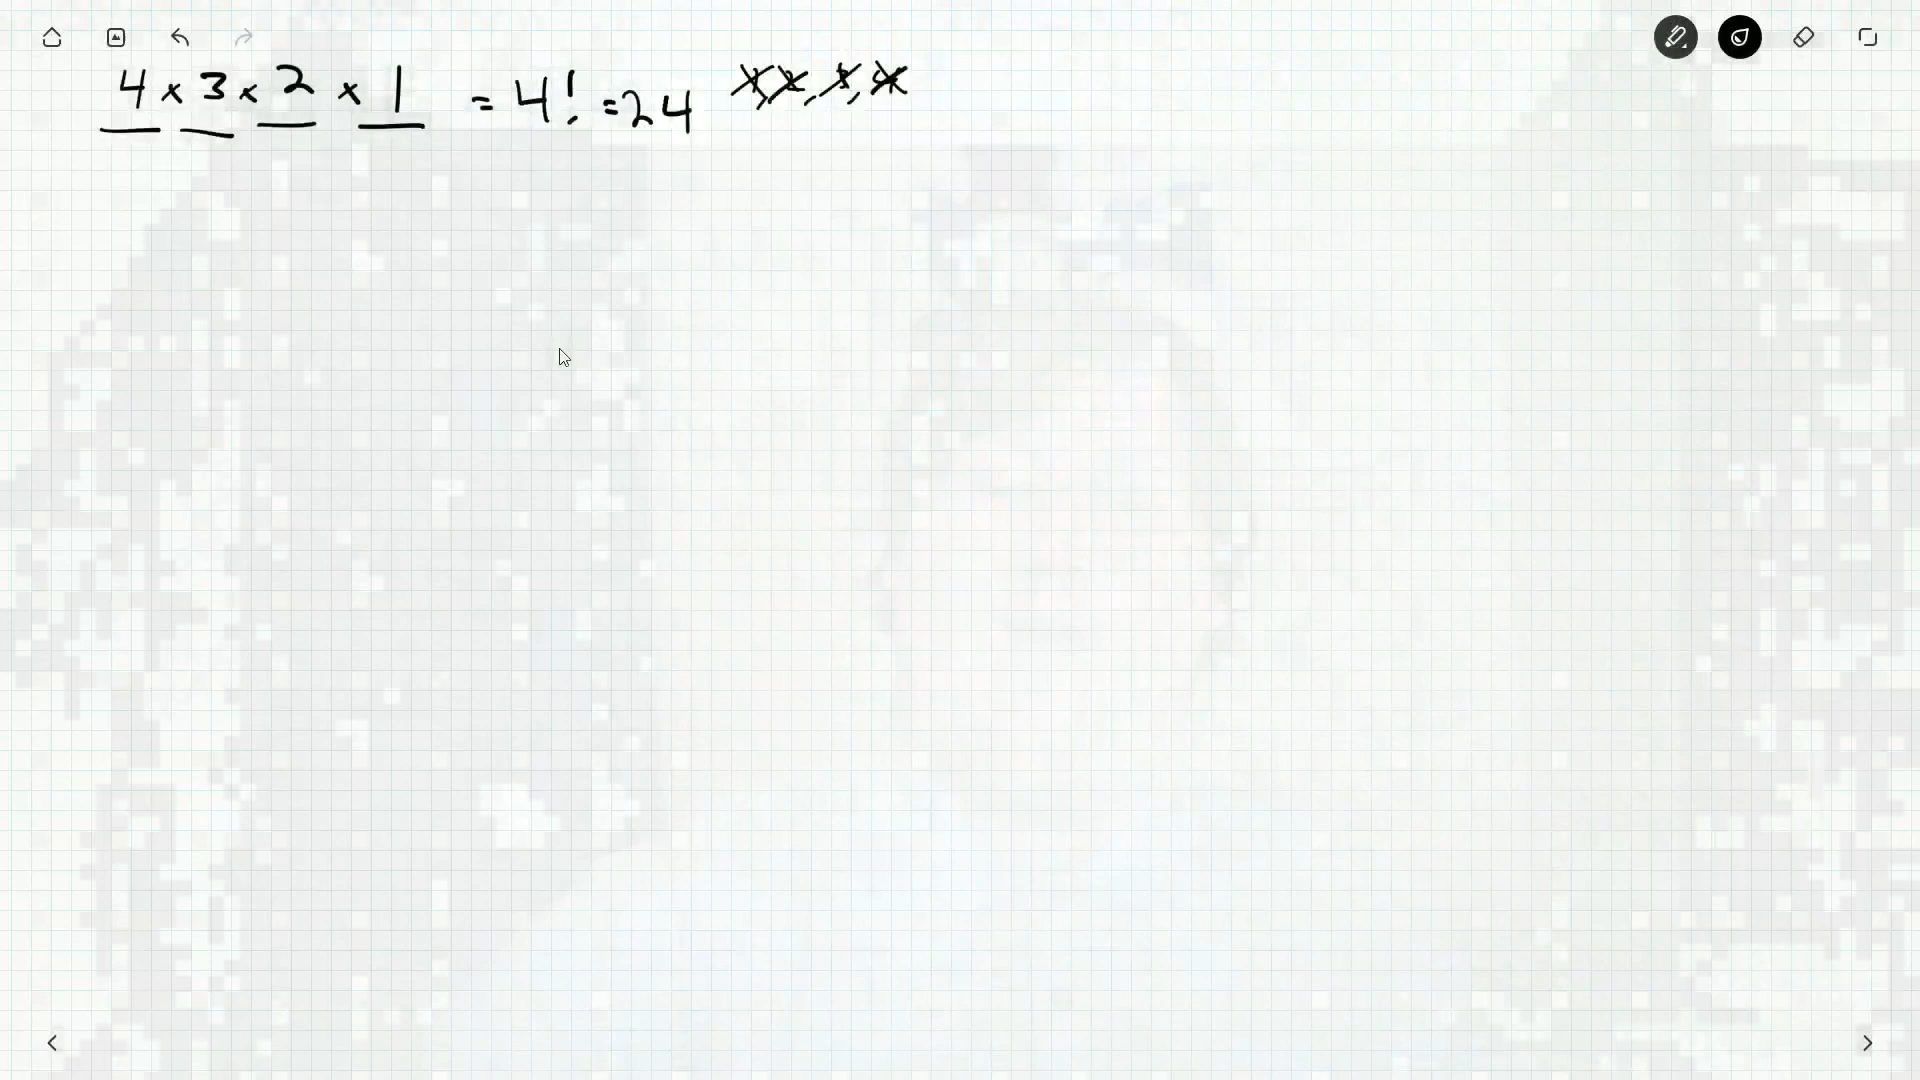 4 x 3 x 2 x 1 = 4! = 24